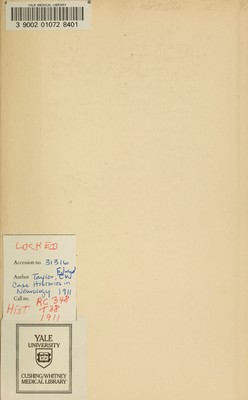 YALE MEDICAL LIBRARY
3 9002 01072 8401
LOCKED
Accession no. 31316
Author Taylor, Edward W
Case Histories in
Neurology 1911
Call no. RC 348
HIST T38
1911
YALE
UNIVERSITY
CUSHING/WHITNEY
MEDICAL LIBRARY